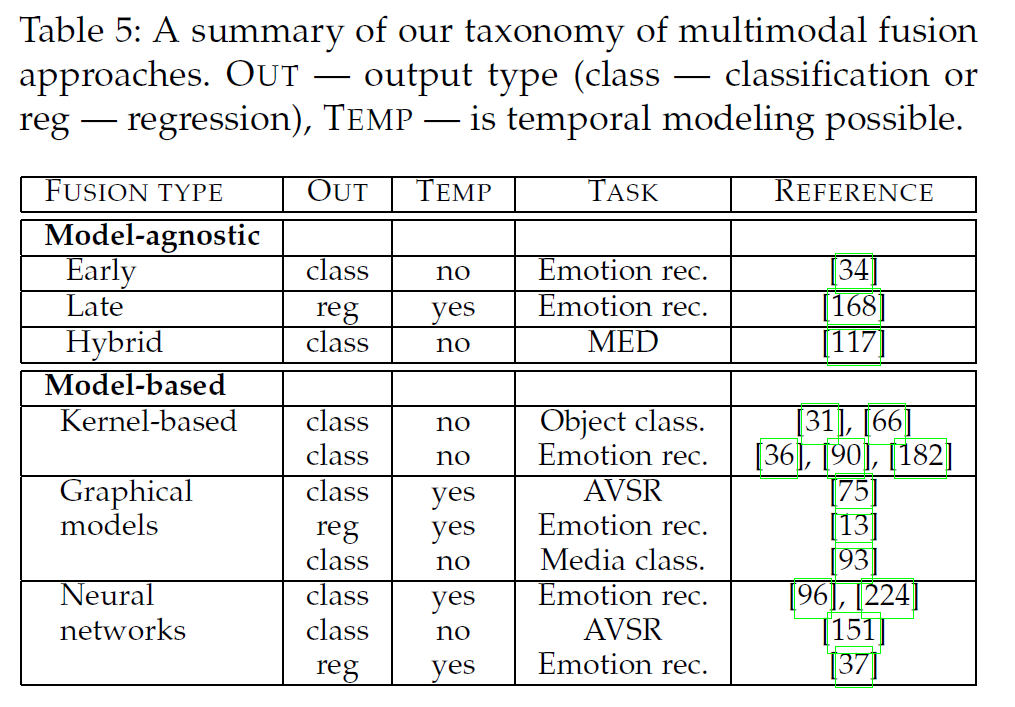 Table 5: A summary of our taxonomy of multimodal fusion
approaches. OUT — output type (class — classification or
reg — regression), TEMP — is temporal modeling possible.
FUSION TYPE OUT TEMP TASK REFERENCE
Model-agnostic
Early class no Emotion rec. [34]
Late reg yes Emotion rec. [168]
Hybrid class no MED [117]
Model-based
Kernel-based class no Object class. [31], [66]
class no Emotion rec. [36], [90], [182]
Graphical class yes AVSR [75]
models reg yes Emotion rec. [13]
class no Media class. [93]
Neural class yes Emotion rec. [96], [224]
networks class no AVSR [151]
reg yes Emotion rec. [37]